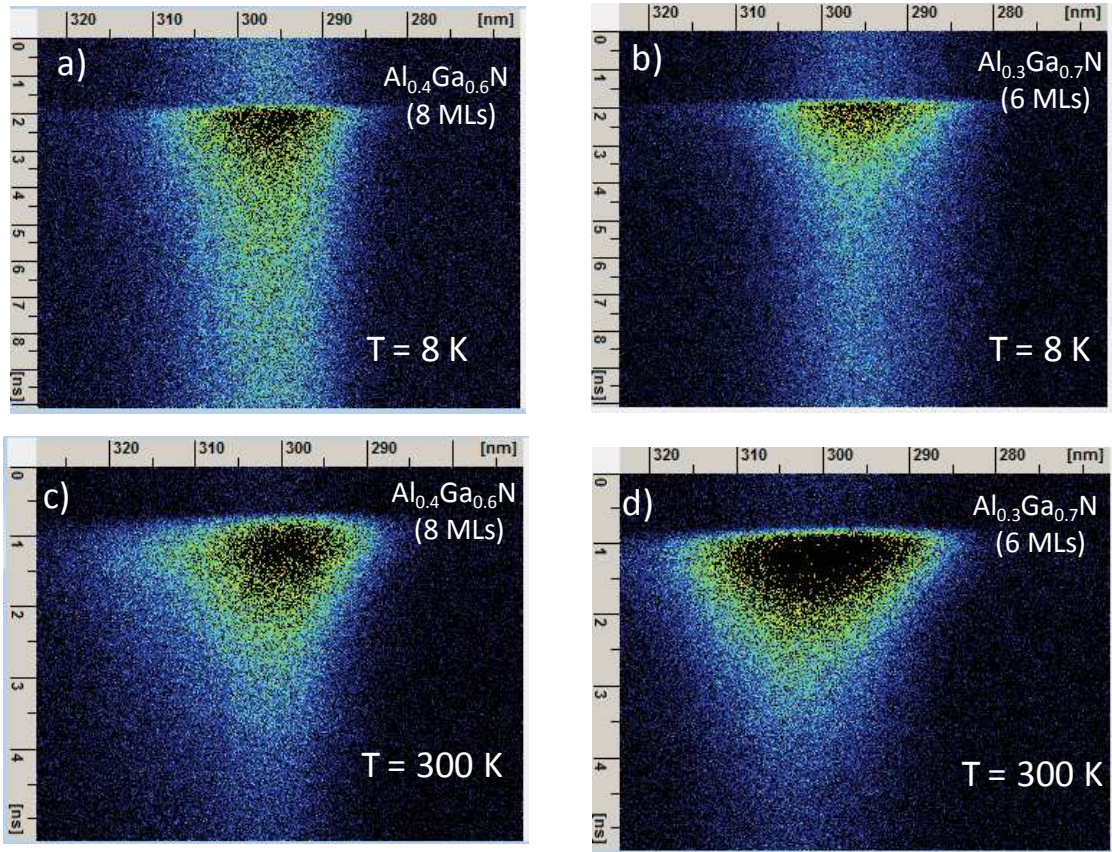 320 310 300 290 280 [nm]
0 1 2 3 4 5 6 7 8 [ns]
a)
Al0.4Ga0.6N
(8 MLs)
T = 8 K
320 310 300 290 280 [nm]
0 1 2 3 4 5 6 7 8 [ns]
b)
Al0.3Ga0.7N
(6 MLs)
T = 8 K
320 310 300 290 [nm]
0 1 2 3 4 [ns]
c)
Al0.4Ga0.6N
(8 MLs)
T = 300 K
320 310 300 290 280 [nm]
0 1 2 3 4 [ns]
d)
Al0.3Ga0.7N
(6 MLs)
T = 300 K